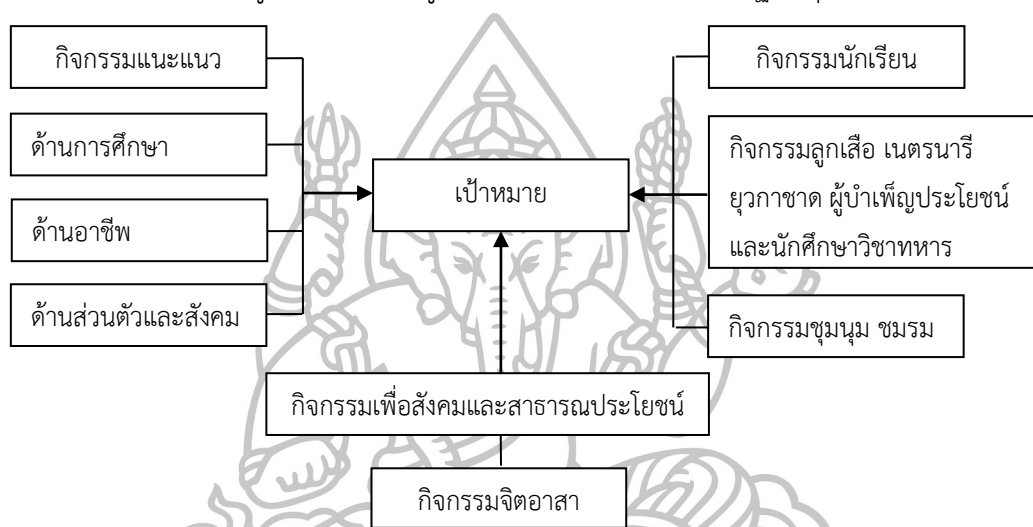 กิจกรรมแนะแนว
ด้านการศึกษา
ด้านอาชีพ
ด้านส่วนตัวและสังคม
เป้าหมาย
กิจกรรมนักเรียน
กิจกรรมลูกเสือ เนตรนารี
ยุวกาชาด ผู้บำเพ็ญประโยชน์
และนักศึกษาวิชาทหาร
กิจกรรมชุมนุม ชมรม
กิจกรรมเพื่อสังคมและสาธารณประโยชน์
กิจกรรมจิตอาสา